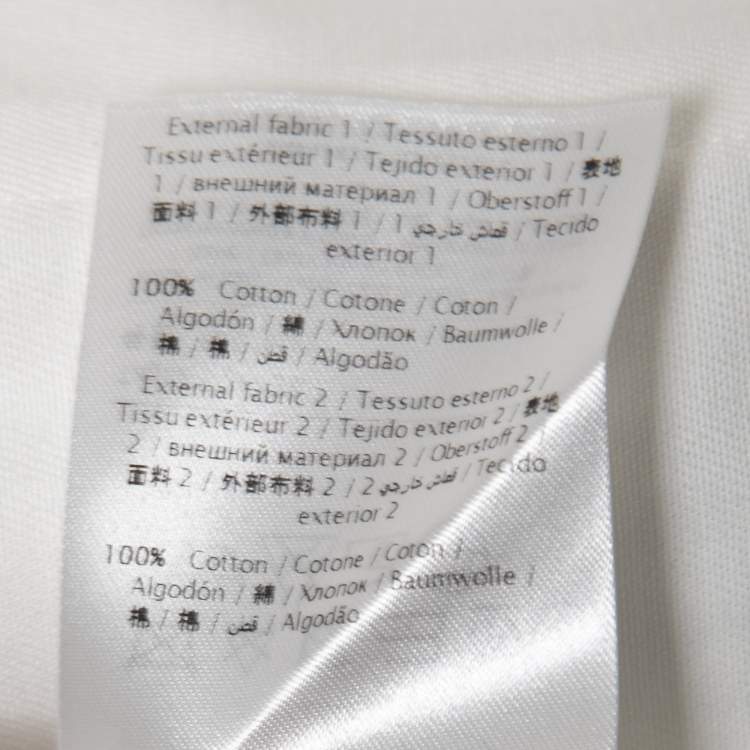 External fabric 1 / Tessuto esterno 1 /
Tissu extérieur 1 / Tejido exterior 1 / 表地
1 / внешний материал 1 / Oberstoff 1 /
面料 1 / 外部布料 1 / 1 قماش خارجي / Tecido
exterior 1
100% Cotton / Cotone / Coton /
Algodón / 綿 / Хлопок / Baumwolle /
棉 / 棉 / قطن / Algodão
External fabric 2 / Tessuto esterno 2 /
Tissu extérieur 2 / Tejido exterior 2 / 表地
2 / внешний материал 2 / Oberstoff 2 /
面料 2 / 外部布料 2 / 2 قماش خارجي / Tecido
exterior 2
100% Cotton / Cotone / Coton /
Algodón / 綿 / Хлопок / Baumwolle /
棉 / 棉 / قطن / Algodão